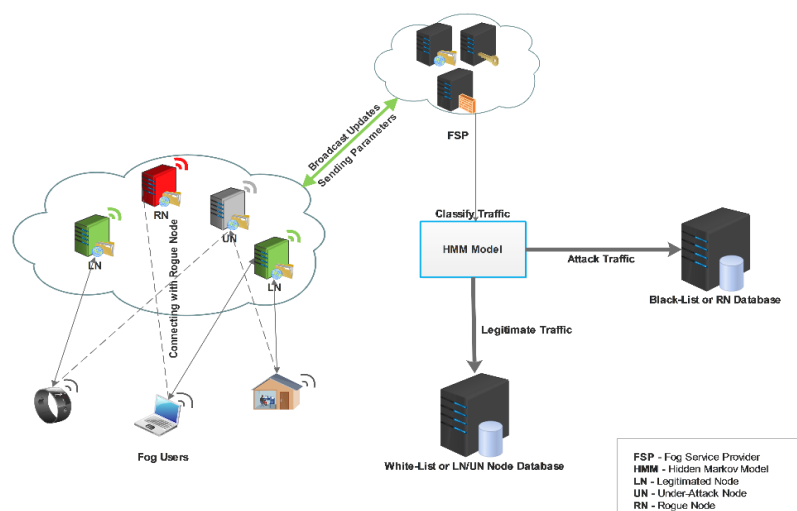 FSP
Broadcast Updates
Sending Parameters
RN
UN
LN
LN
Connecting with Rogue Node
Classify Traffic
HMM Model
Attack Traffic
Black-List or RN Database
Legitimate Traffic
White-List or LN/UN Node Database
Fog Users
FSP - Fog Service Provider
HMM - Hidden Markov Model
LN - Legitimated Node
UN - Under-Attack Node
RN - Rogue Node